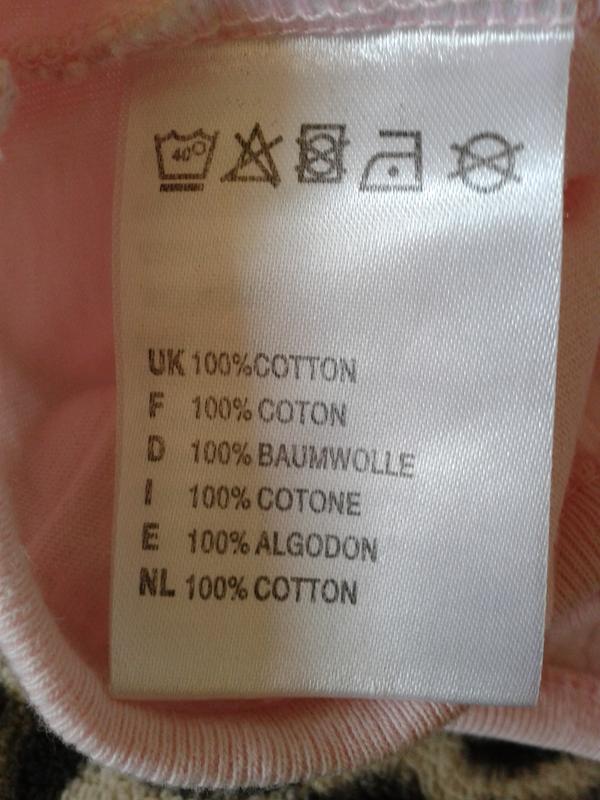 40°
UK 100% COTTON
F 100% COTON
D 100% BAUMWOLLE
I 100% COTONE
E 100% ALGODON
NL 100% COTTON